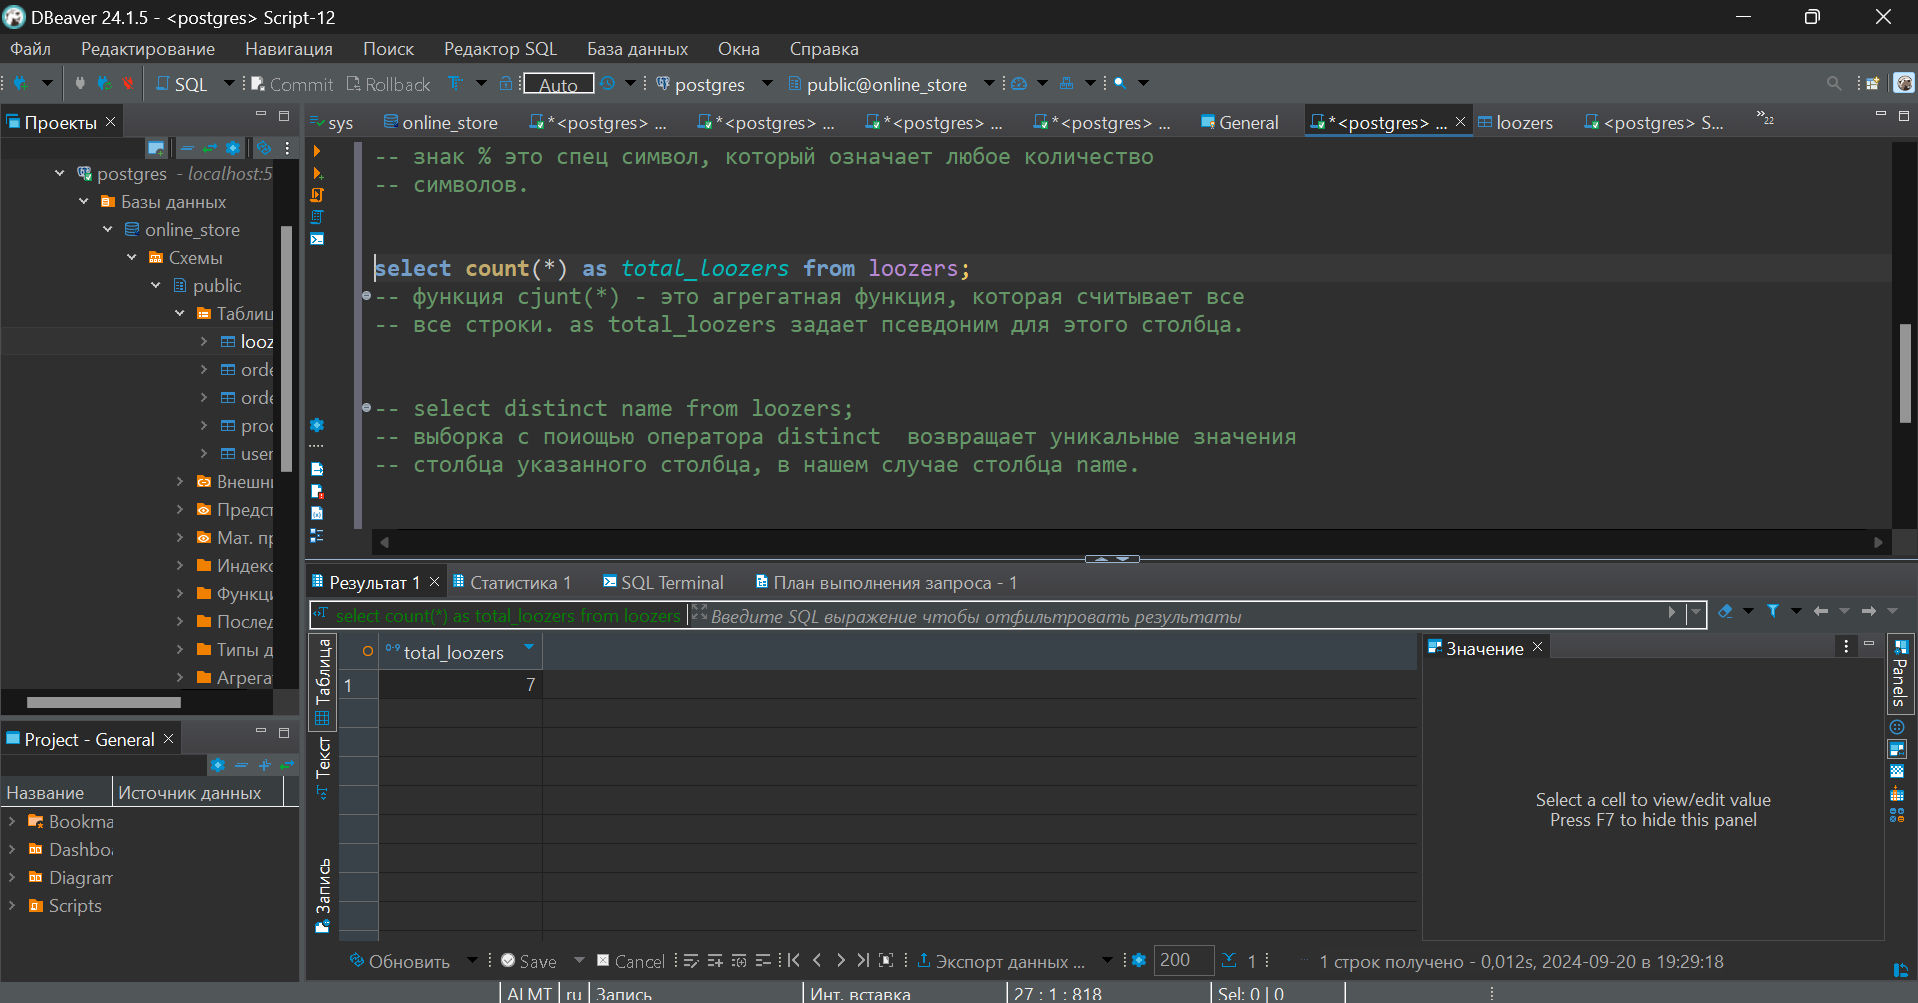 DBeaver 24.1.5 - <postgres> Script-12
Файл Редактирование Навигация Поиск Редактор SQL База данных Окна Справка
SQL Commit Rollback Auto postgres public@online_store
Проекты
sys online_store *<postgres> ... *<postgres> ... *<postgres> ... *<postgres> ... General *<postgres> ... loozers <postgres> S... »22
postgres - localhost:5
Базы данных
online_store
Схемы
public
Таблиц
looz
orde
orde
proc
user
Внешн
Предст
Мат. пр
Индекс
Функци
Послед
Типы д
Агрега
-- знак % это спец символ, который означает любое количество
-- символов.
select count(*) as total_loozers from loozers;
-- функция cjunt(*) - это агрегатная функция, которая считывает все
-- все строки. as total_loozers задает псевдоним для этого столбца.
-- select distinct name from loozers;
-- выборка с поиощью оператора distinct  возвращает уникальные значения
-- столбца указанного столбца, в нашем случае столбца name.
Результат 1 Статистика 1 SQL Terminal План выполнения запроса - 1
select count(*) as total_loozers from loozers Введите SQL выражение чтобы отфильтровать результаты
Таблица
Текст
Запись
total_loozers
1 7
Значение
Select a cell to view/edit value
Press F7 to hide this panel
Panels
Project - General
Название Источник данных
Bookma
Dashboa
Diagram
Scripts
Обновить Save Cancel Экспорт данных ... 200 1 1 строк получено - 0,012s, 2024-09-20 в 19:29:18
ALMT ru Запись Инт. вставка 27 : 1 : 818 Sel: 0 | 0